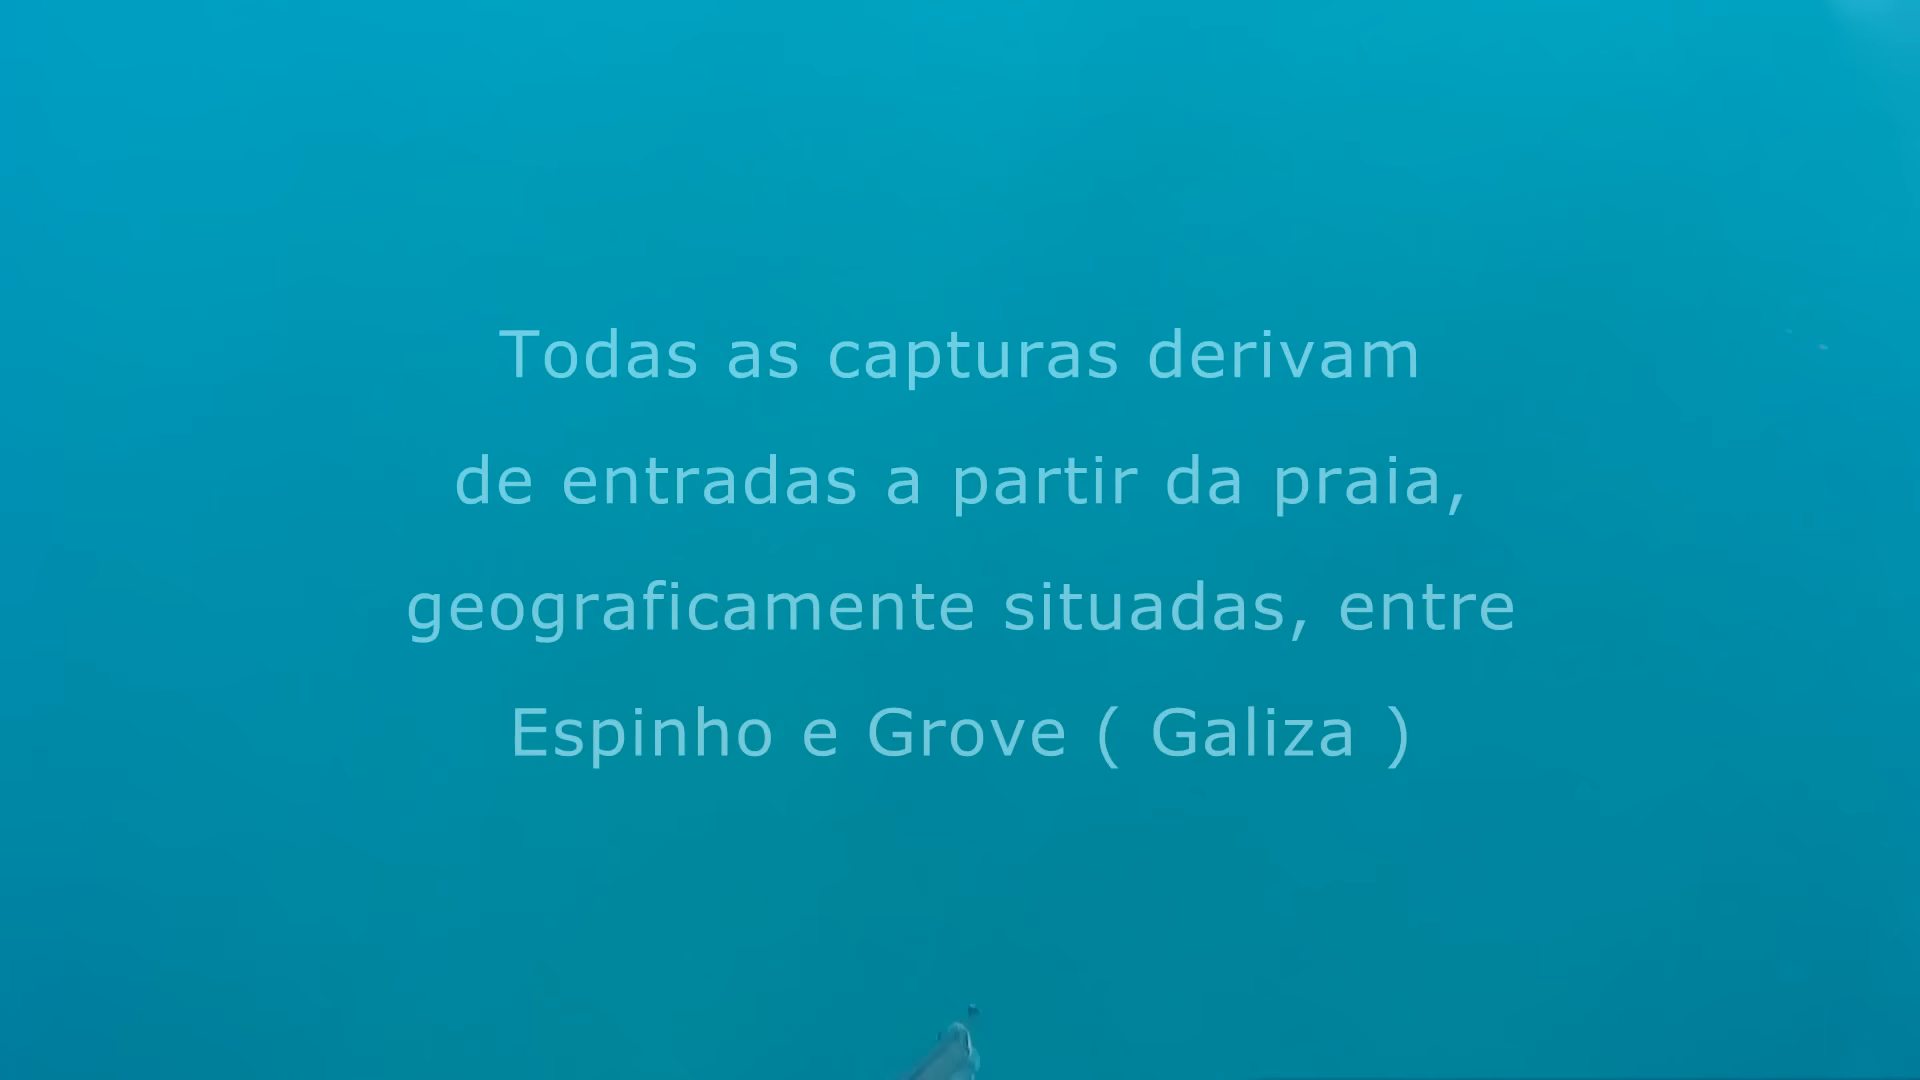 Todas as capturas derivam
de entradas a partir da praia,
geograficamente situadas, entre
Espinho e Grove ( Galiza )